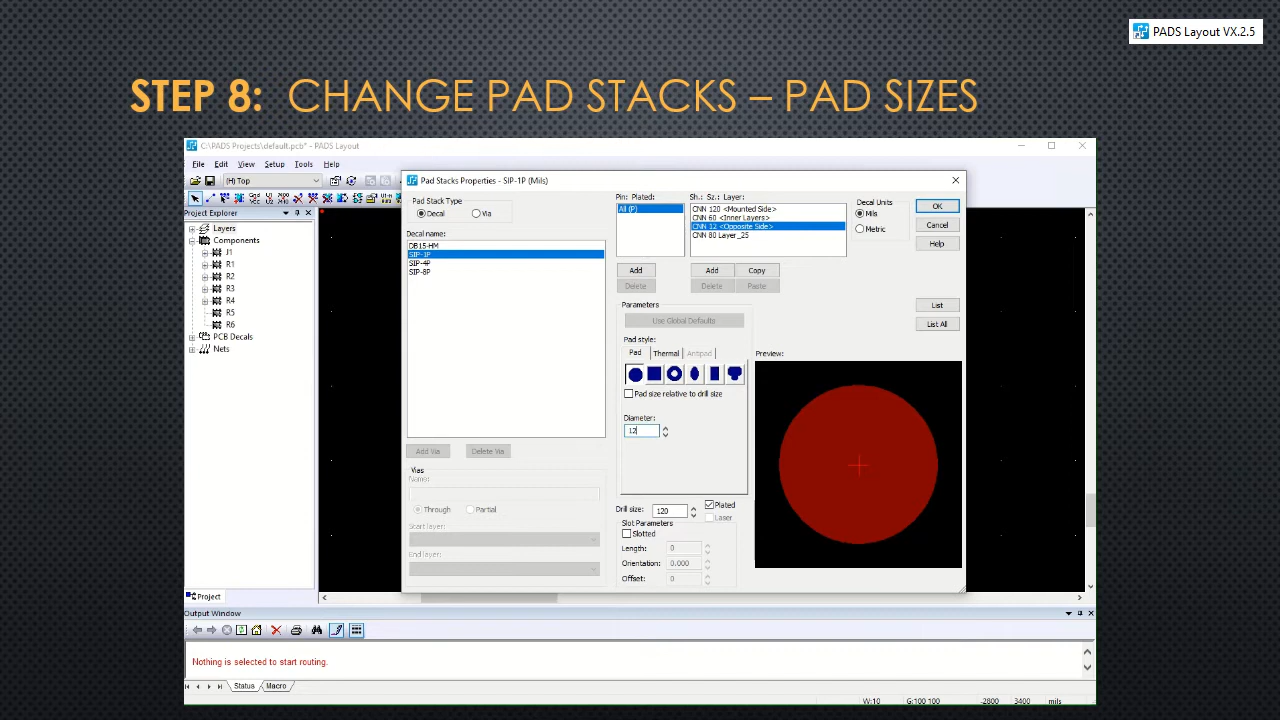 PADS Layout VX.2.5
STEP 8: CHANGE PAD STACKS – PAD SIZES
C:\PADS Projects\default.pcb* - PADS Layout
File Edit View Setup Tools Help
(H) Top
Project Explorer
Layers
Components
J1
R1
R2
R3
R4
R5
R6
PCB Decals
Nets
Project
Pad Stacks Properties - SIP-1P (Mils)
Pad Stack Type
Decal Via
Decal name:
DB15-HM
SIP-1P
SIP-4P
SIP-8P
Add Via Delete Via
Vias
Name:
Through Partial
Start layer:
End layer:
Pin: Plated:
All (P)
Add
Delete
Sh.: Sz.: Layer:
CNN 120 <Mounted Side>
CNN 60 <Inner Layers>
CNN 12 <Opposite Side>
CNN 80 Layer_25
Add Copy
Delete Paste
Parameters
Use Global Defaults
Pad style:
Pad Thermal Antipad
Pad size relative to drill size
Diameter:
12
Drill size: 120 Plated
Laser
Slot Parameters
Slotted
Length: 0
Orientation: 0.000
Offset: 0
Decal Units
Mils
Metric
OK
Cancel
Help
List
List All
Preview:
Output Window
Nothing is selected to start routing.
Status Macro
W:10 G:100 100 -2800 3400 mils